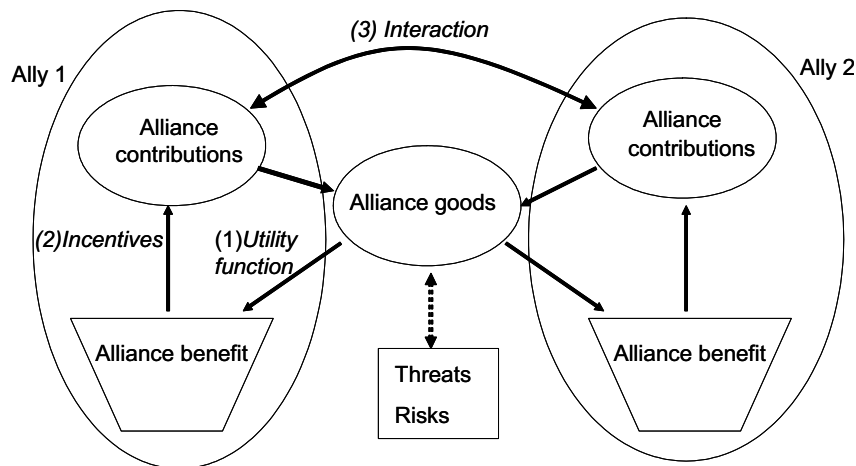 (3) Interaction
Ally 1
Ally 2
Alliance
contributions
Alliance
contributions
Alliance goods
(2)Incentives
(1)Utility
function
Alliance benefit
Alliance benefit
Threats
Risks